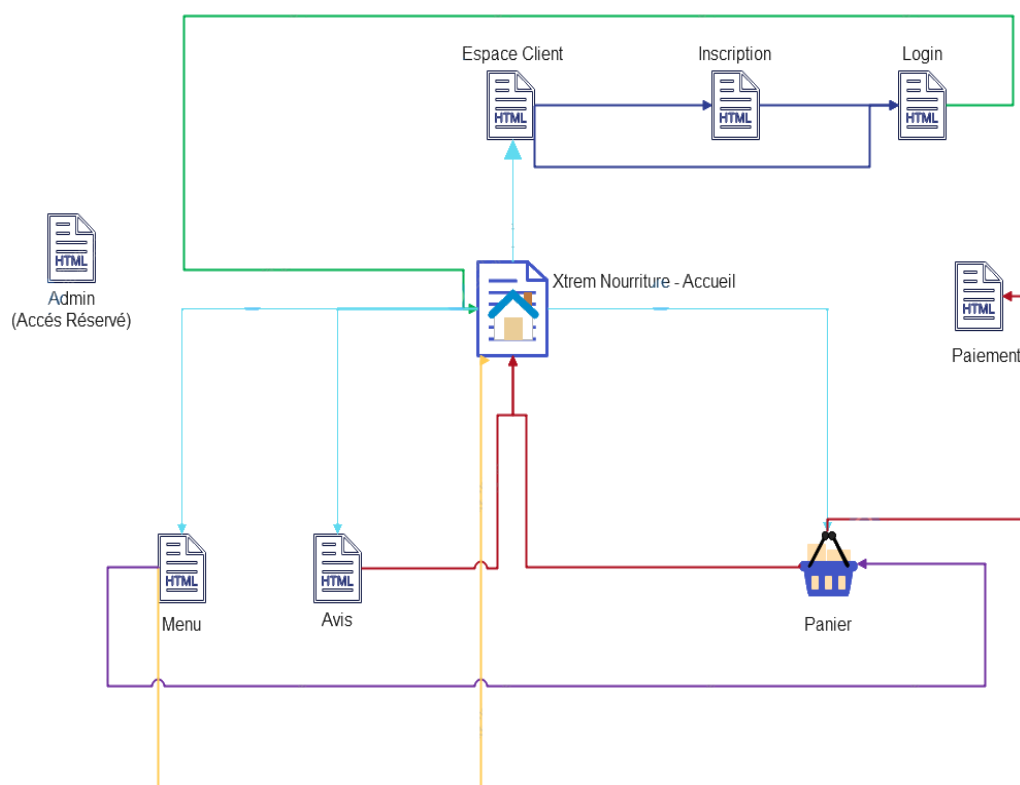 Espace Client
Inscription
Login
HTML
HTML
HTML
HTML
Admin
(Accés Réservé)
Xtrem Nourriture - Accueil
HTML
Paiement
HTML
HTML
Menu
Avis
Panier